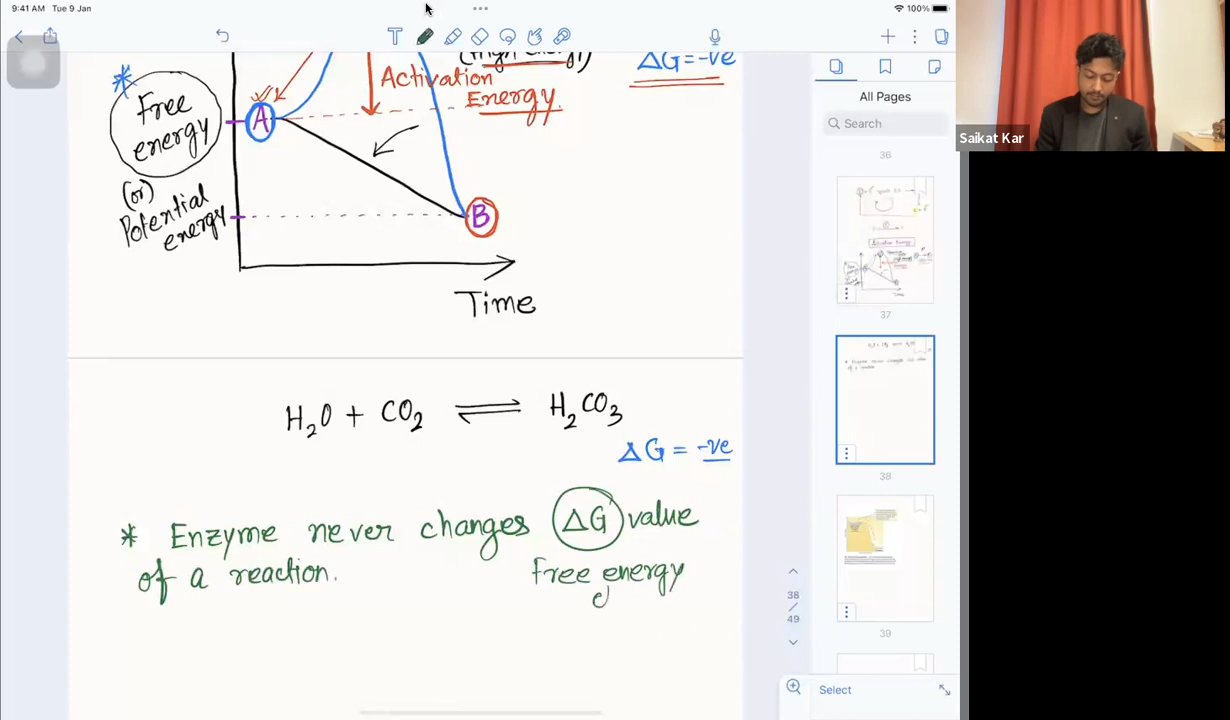 9:41 AM Tue 9 Jan
100%
(High energy)
ΔG=-ve
Activation
Energy.
*
Free
energy
A
(or)
Potential
energy
B
Time
H₂O + CO₂ ⇌ H₂CO₃
ΔG = -ve
* Enzyme never changes ΔG value
of a reaction.
free energy
38
/
49
All Pages
Search
36
37
38
39
Select
Saikat Kar